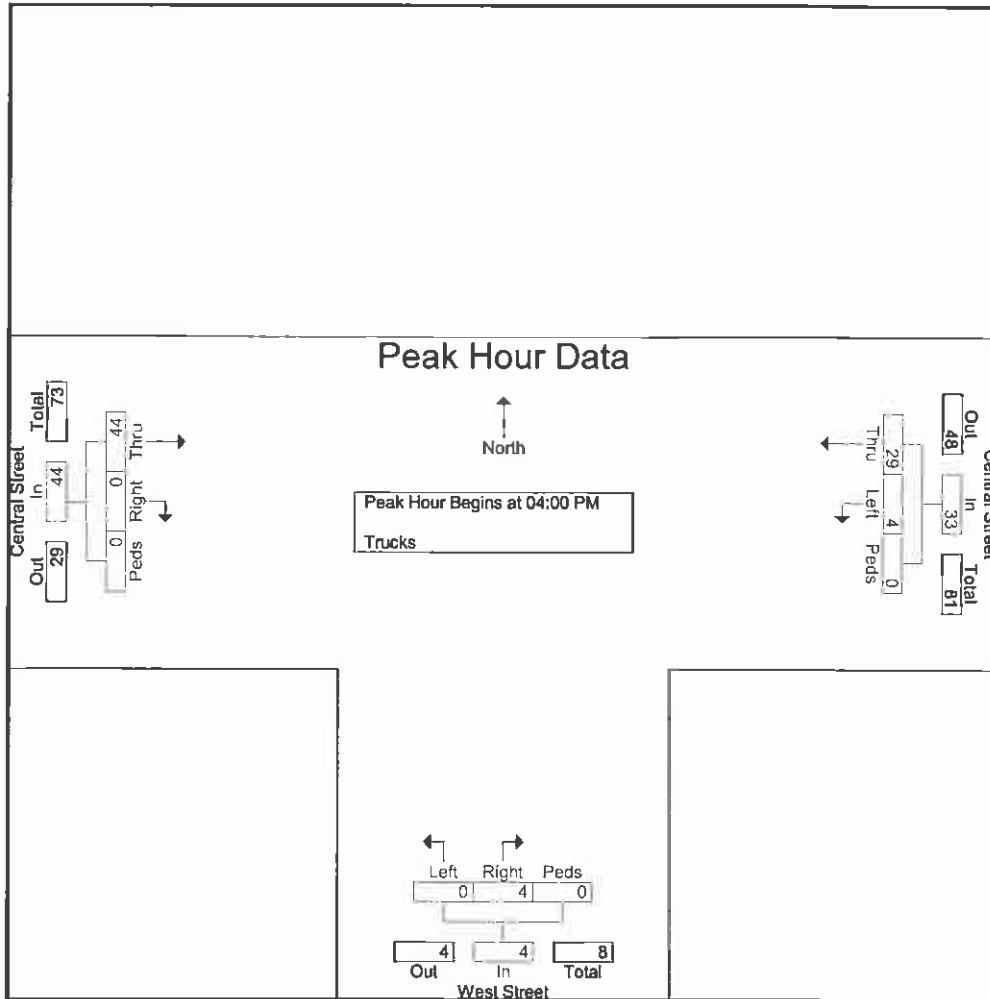 Peak Hour Data
North
Peak Hour Begins at 04:00 PM
Trucks
Central Street
Total 73
In 44
Out 29
Thru 44
Right 0
Peds 0
Central Street
Out 48
In 33
Total 81
Thru 29
Left 4
Peds 0
Left Right Peds
0 4 0
4 4 8
Out In Total
West Street